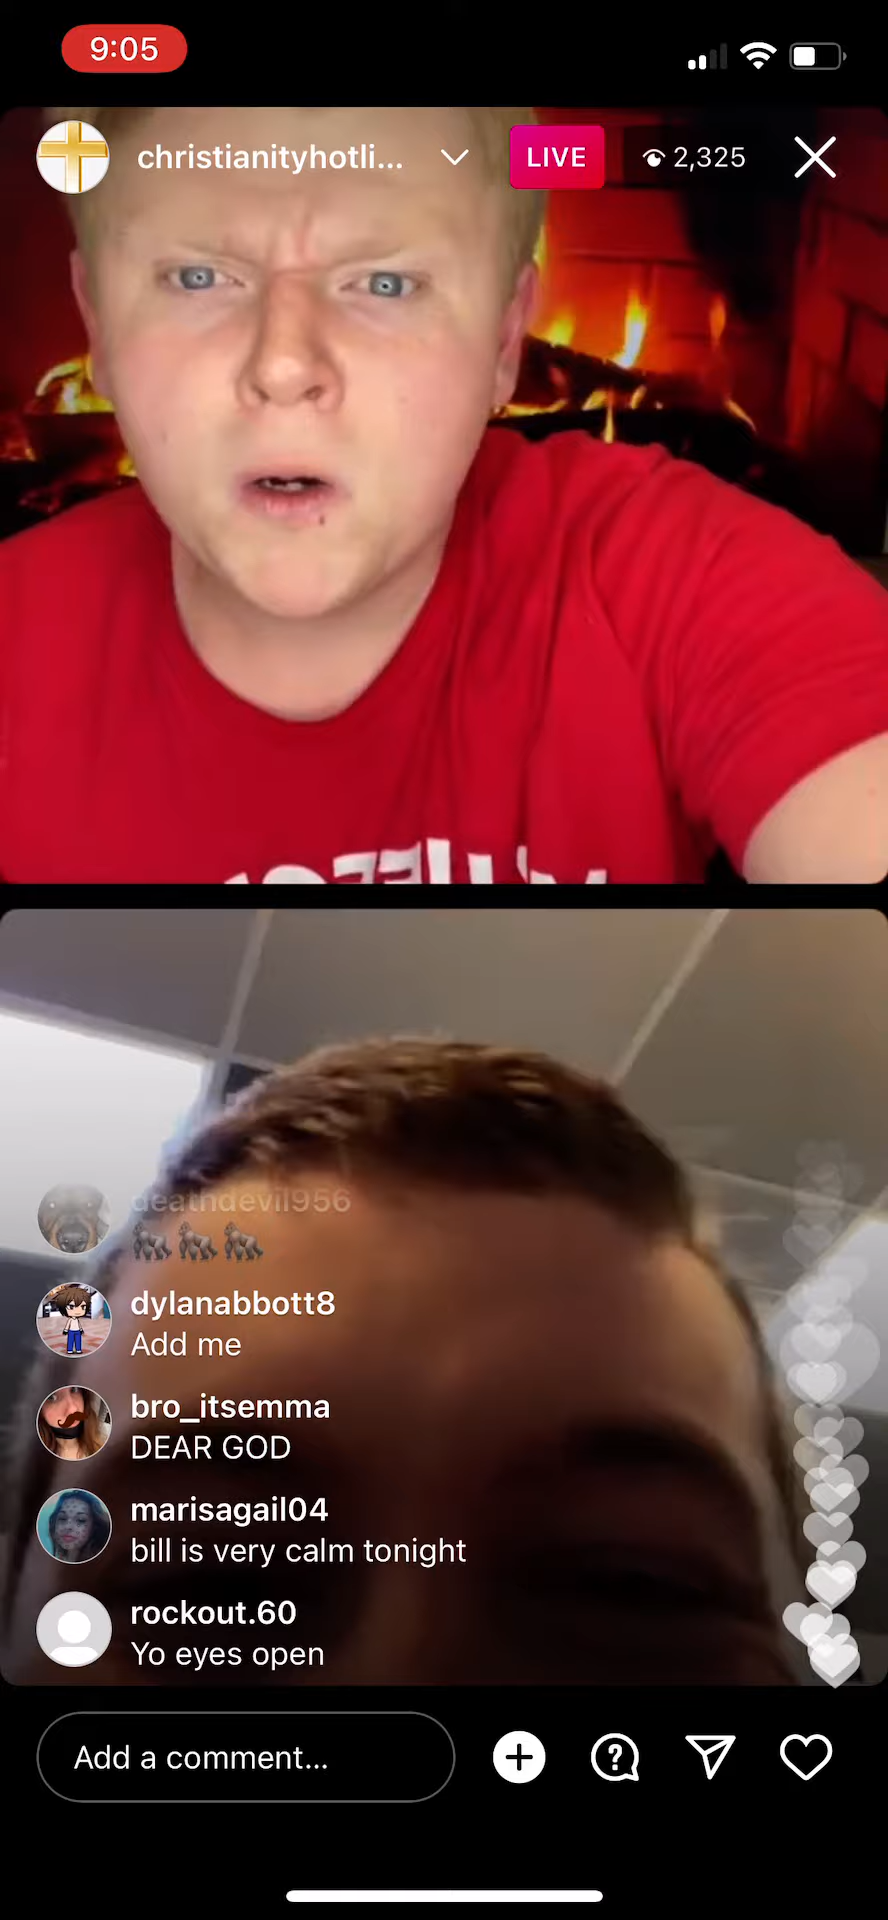 9:05
christianityhotli...
LIVE
2,325
deathdevil956
🦍🦍🦍
dylanabbott8
Add me
bro_itsemma
DEAR GOD
marisagail04
bill is very calm tonight
rockout.60
Yo eyes open
Add a comment...